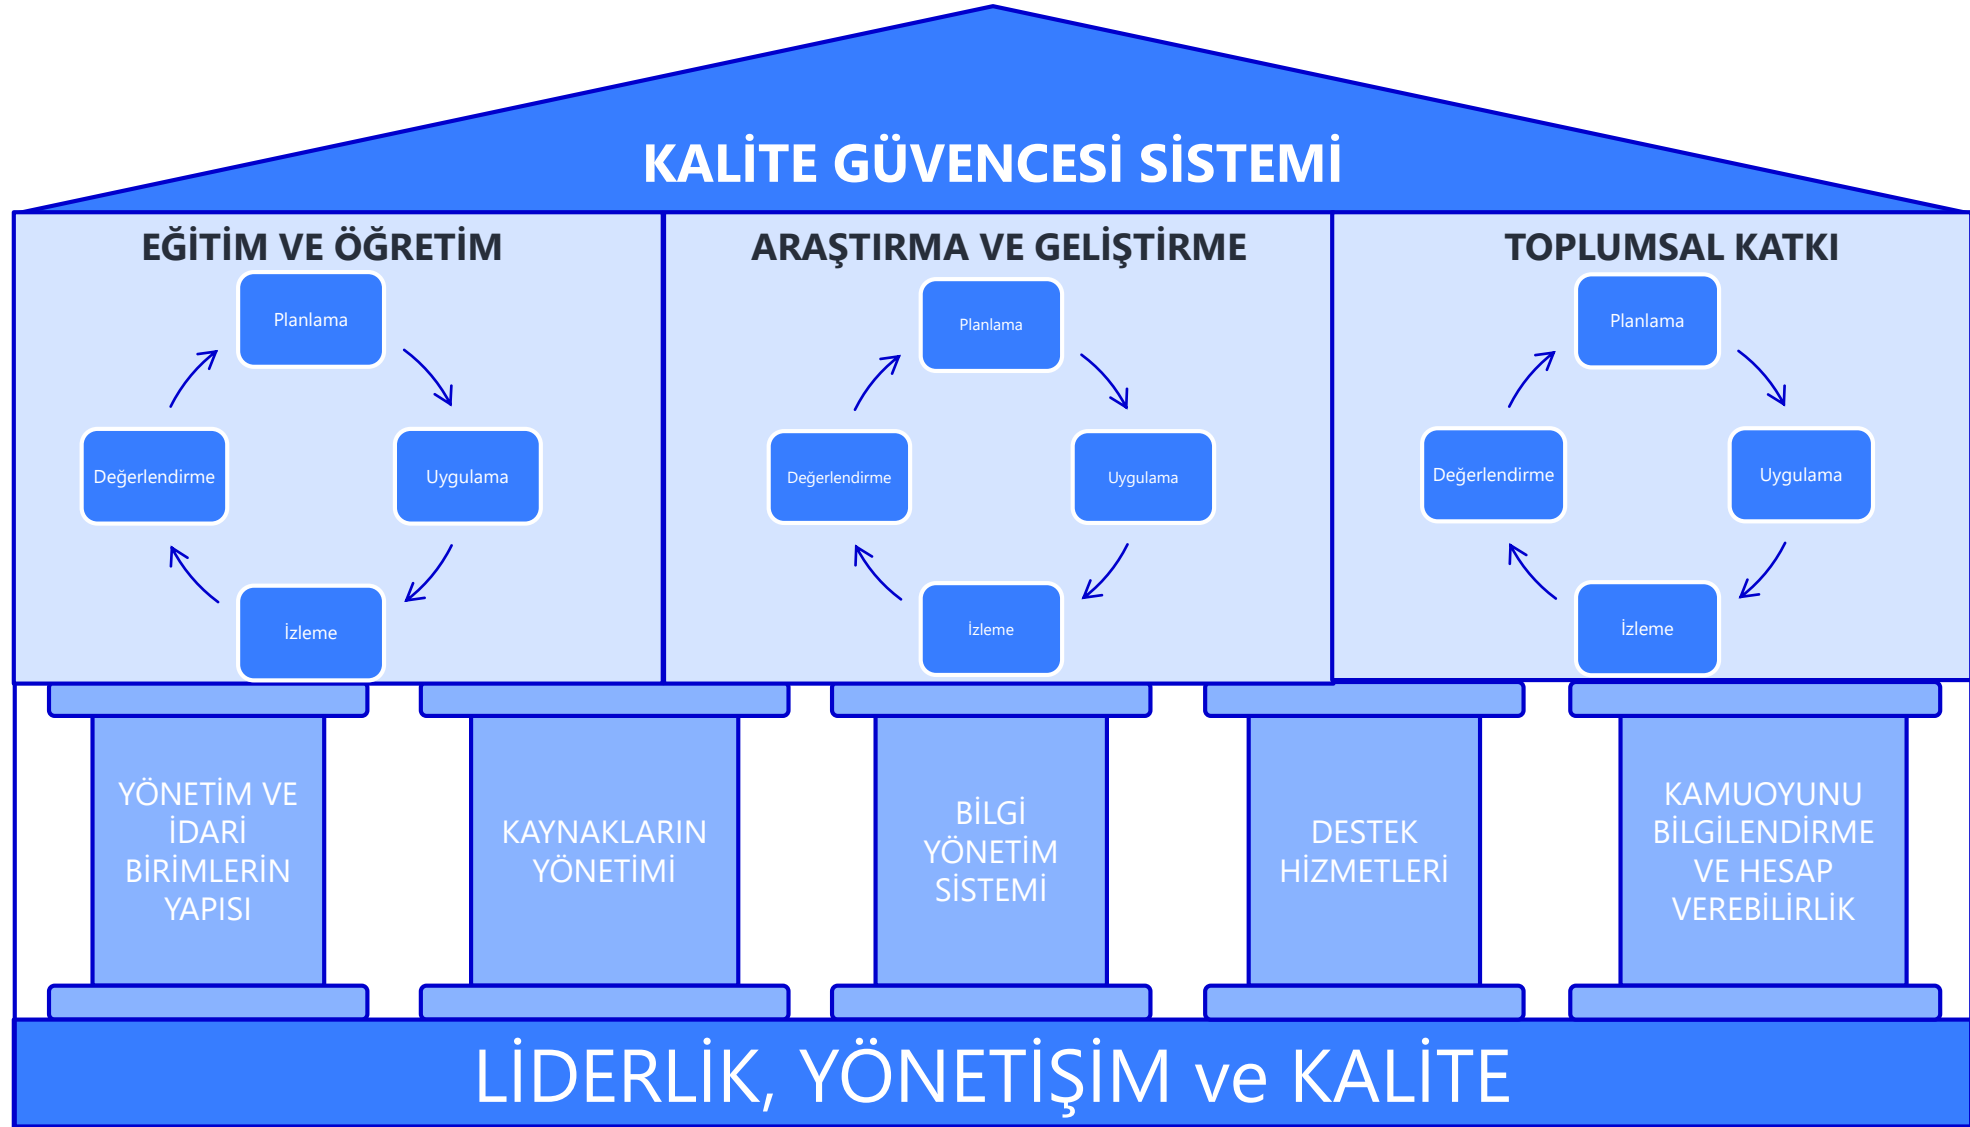 KALİTE GÜVENCESİ SİSTEMİ
EĞİTİM VE ÖĞRETİM
Planlama
Uygulama
İzleme
Değerlendirme
ARAŞTIRMA VE GELİŞTİRME
Planlama
Uygulama
İzleme
Değerlendirme
TOPLUMSAL KATKI
Planlama
Uygulama
İzleme
Değerlendirme
YÖNETİM VE
İDARİ
BİRİMLERİN
YAPISI
KAYNAKLARIN
YÖNETİMİ
BİLGİ
YÖNETİM
SİSTEMİ
DESTEK
HİZMETLERİ
KAMUOYUNU
BİLGİLENDİRME
VE HESAP
VEREBİLİRLİK
LİDERLİK, YÖNETİŞİM ve KALİTE